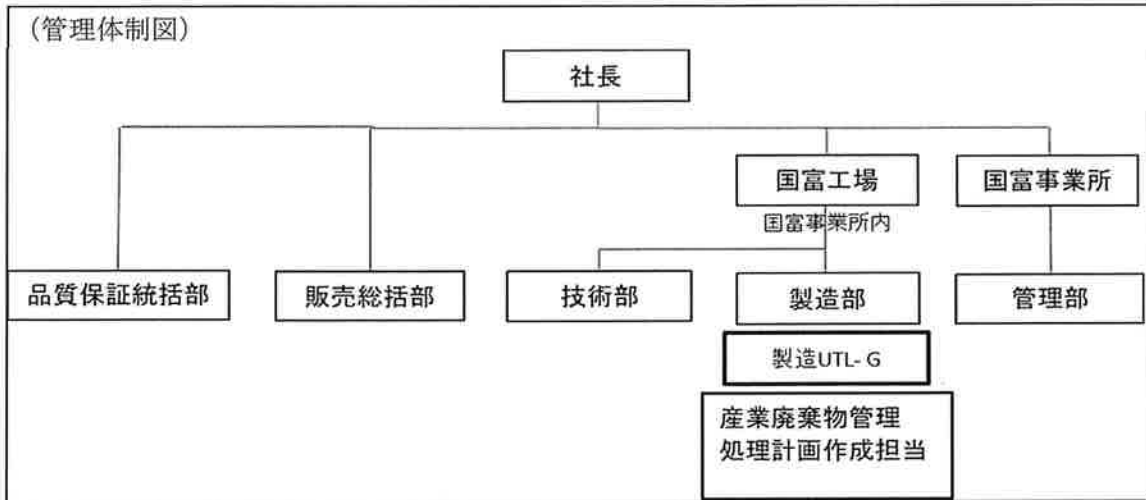 (管理体制図)
社長
国富工場
国富事業所
国富事業所内
品質保証統括部
販売総括部
技術部
製造部
管理部
製造UTL- G
産業廃棄物管理
処理計画作成担当